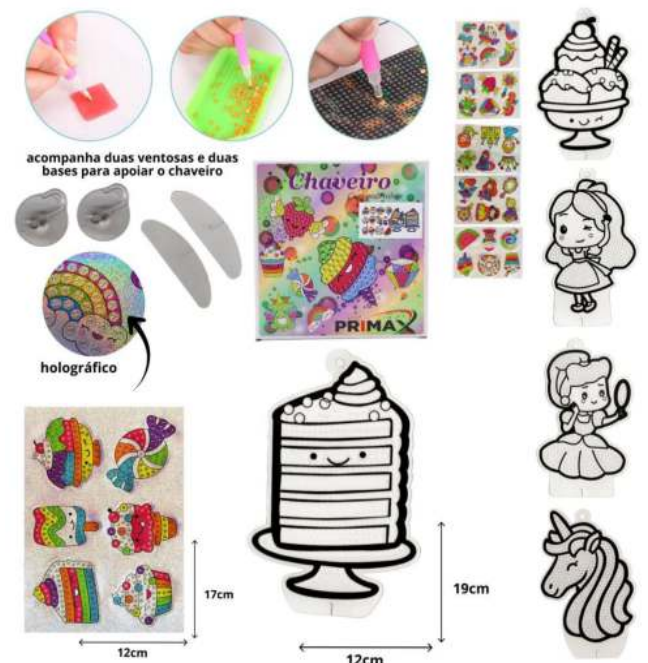 acompanha duas ventosas e duas
bases para apoiar o chaveiro
Chaveiro
PRIMAX
holográfico
17cm
12cm
19cm
12cm